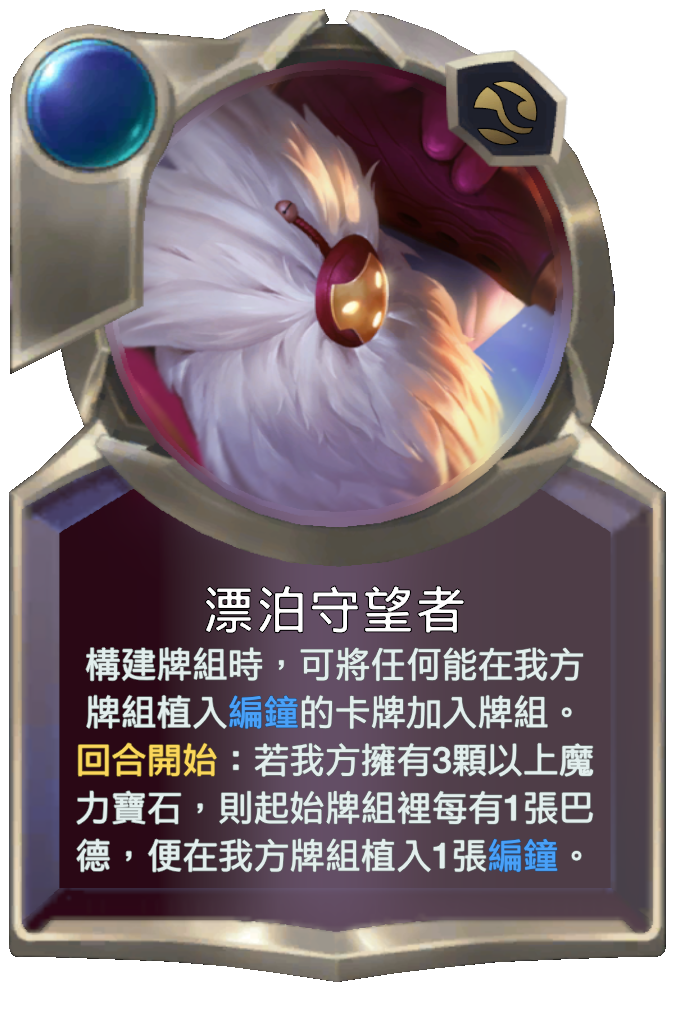 漂泊守望者
構建牌組時，可將任何能在我方
牌組植入編鐘的卡牌加入牌組。
回合開始：若我方擁有3顆以上魔
力寶石，則起始牌組裡每有1張巴
德，便在我方牌組植入1張編鐘。